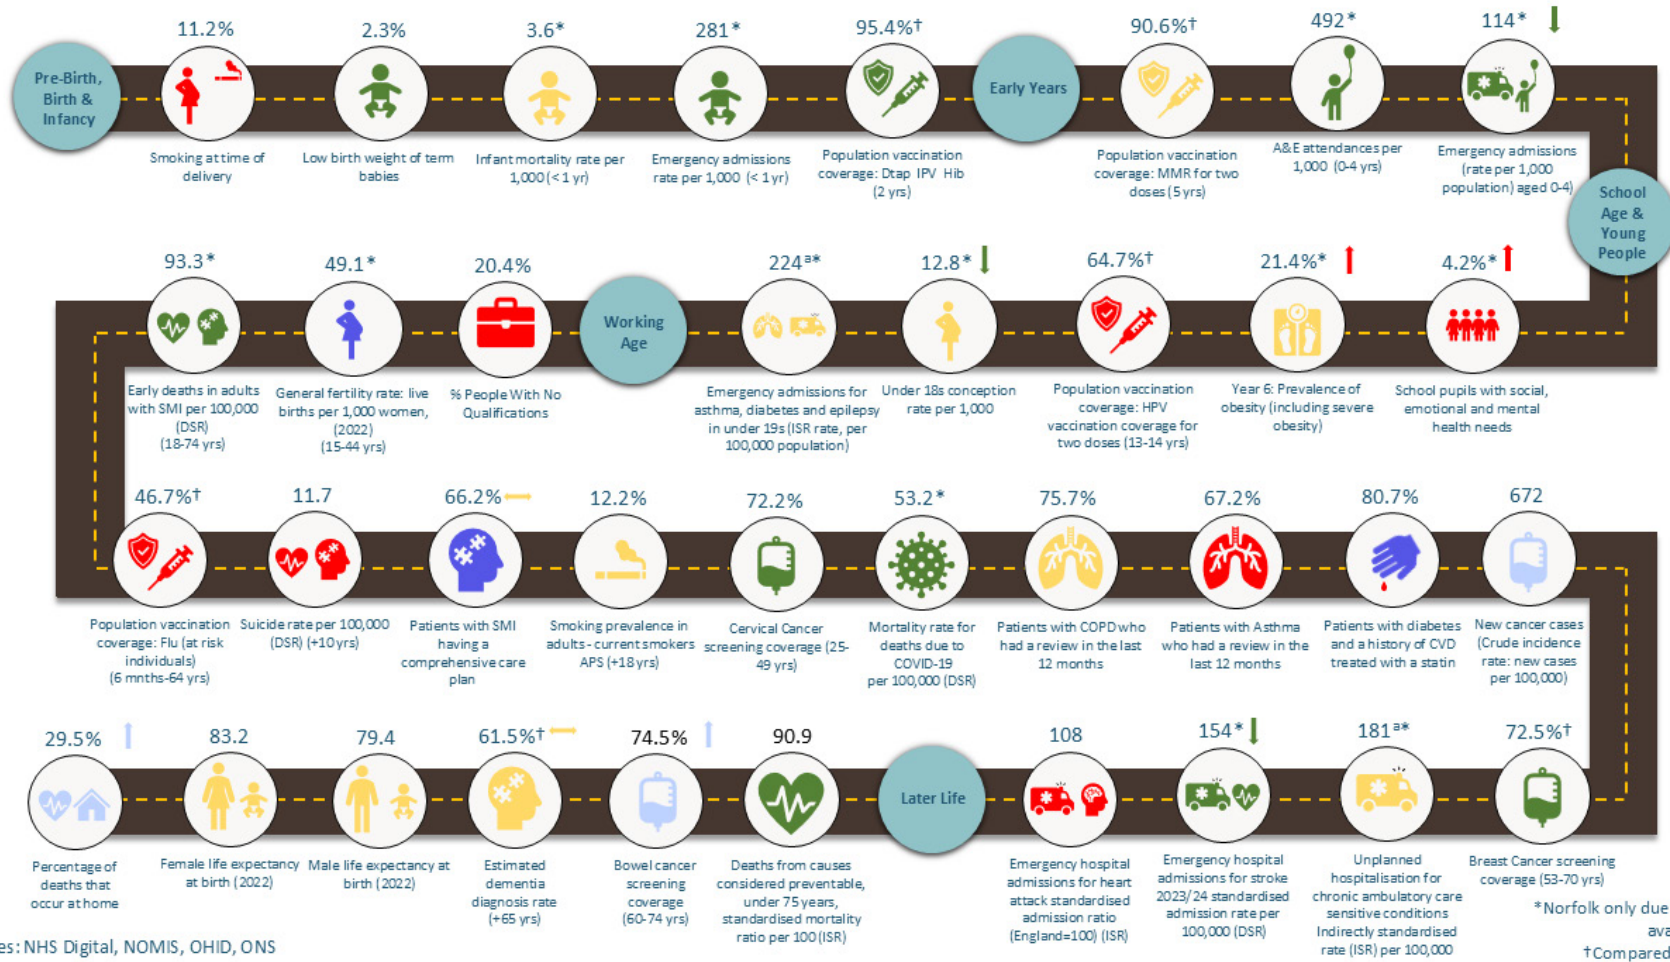 11.2%
2.3%
3.6*
281*
95.4%†
90.6%†
492*
114*
Pre-Birth,
Birth &
Infancy
Early Years
Smoking at time of
delivery
Low birth weight of term
babies
Infant mortality rate per
1,000 (< 1 yr)
Emergency admissions
rate per 1,000 (< 1 yr)
Population vaccination
coverage: Dtap IPV Hib
(2 yrs)
Population vaccination
coverage: MMR for two
doses (5 yrs)
A&E attendances per
1,000 (0-4 yrs)
Emergency admissions
(rate per 1,000
population) aged 0-4)
School
Age &
Young
People
93.3*
49.1*
20.4%
224ᵃ*
12.8*
64.7%†
21.4%*
4.2%*
Working
Age
Early deaths in adults
with SMI per 100,000
(DSR)
(18-74 yrs)
General fertility rate: live
births per 1,000 women,
(2022)
(15-44 yrs)
% People With No
Qualifications
Emergency admissions for
asthma, diabetes and epilepsy
in under 19s (ISR rate, per
100,000 population)
Under 18s conception
rate per 1,000
Population vaccination
coverage: HPV
vaccination coverage for
two doses (13-14 yrs)
Year 6: Prevalence of
obesity (including severe
obesity)
School pupils with social,
emotional and mental
health needs
46.7%†
11.7
66.2%
12.2%
72.2%
53.2*
75.7%
67.2%
80.7%
672
Population vaccination
coverage: Flu (at risk
individuals)
(6 mnths-64 yrs)
Suicide rate per 100,000
(DSR) (+10 yrs)
Patients with SMI
having a
comprehensive care
plan
Smoking prevalence in
adults - current smokers
APS (+18 yrs)
Cervical Cancer
screening coverage (25-
49 yrs)
Mortality rate for
deaths due to
COVID-19
per 100,000 (DSR)
Patients with COPD who
had a review in the last
12 months
Patients with Asthma
who had a review in the
last 12 months
Patients with diabetes
and a history of CVD
treated with a statin
New cancer cases
(Crude incidence
rate: new cases
per 100,000)
29.5%
83.2
79.4
61.5%†
74.5%
90.9
108
154*
181ᵃ*
72.5%†
Later Life
Percentage of
deaths that
occur at home
Female life expectancy
at birth (2022)
Male life expectancy at
birth (2022)
Estimated
dementia
diagnosis rate
(+65 yrs)
Bowel cancer
screening
coverage
(60-74 yrs)
Deaths from causes
considered preventable,
under 75 years,
standardised mortality
ratio per 100 (ISR)
Emergency hospital
admissions for heart
attack standardised
admission ratio
(England=100) (ISR)
Emergency hospital
admissions for stroke
2023/24 standardised
admission rate per
100,000 (DSR)
Unplanned
hospitalisation for
chronic ambulatory care
sensitive conditions
Indirectly standardised
rate (ISR) per 100,000
Breast Cancer screening
coverage (53-70 yrs)
*Norfolk only due
ava
†Compared
es: NHS Digital, NOMIS, OHID, ONS